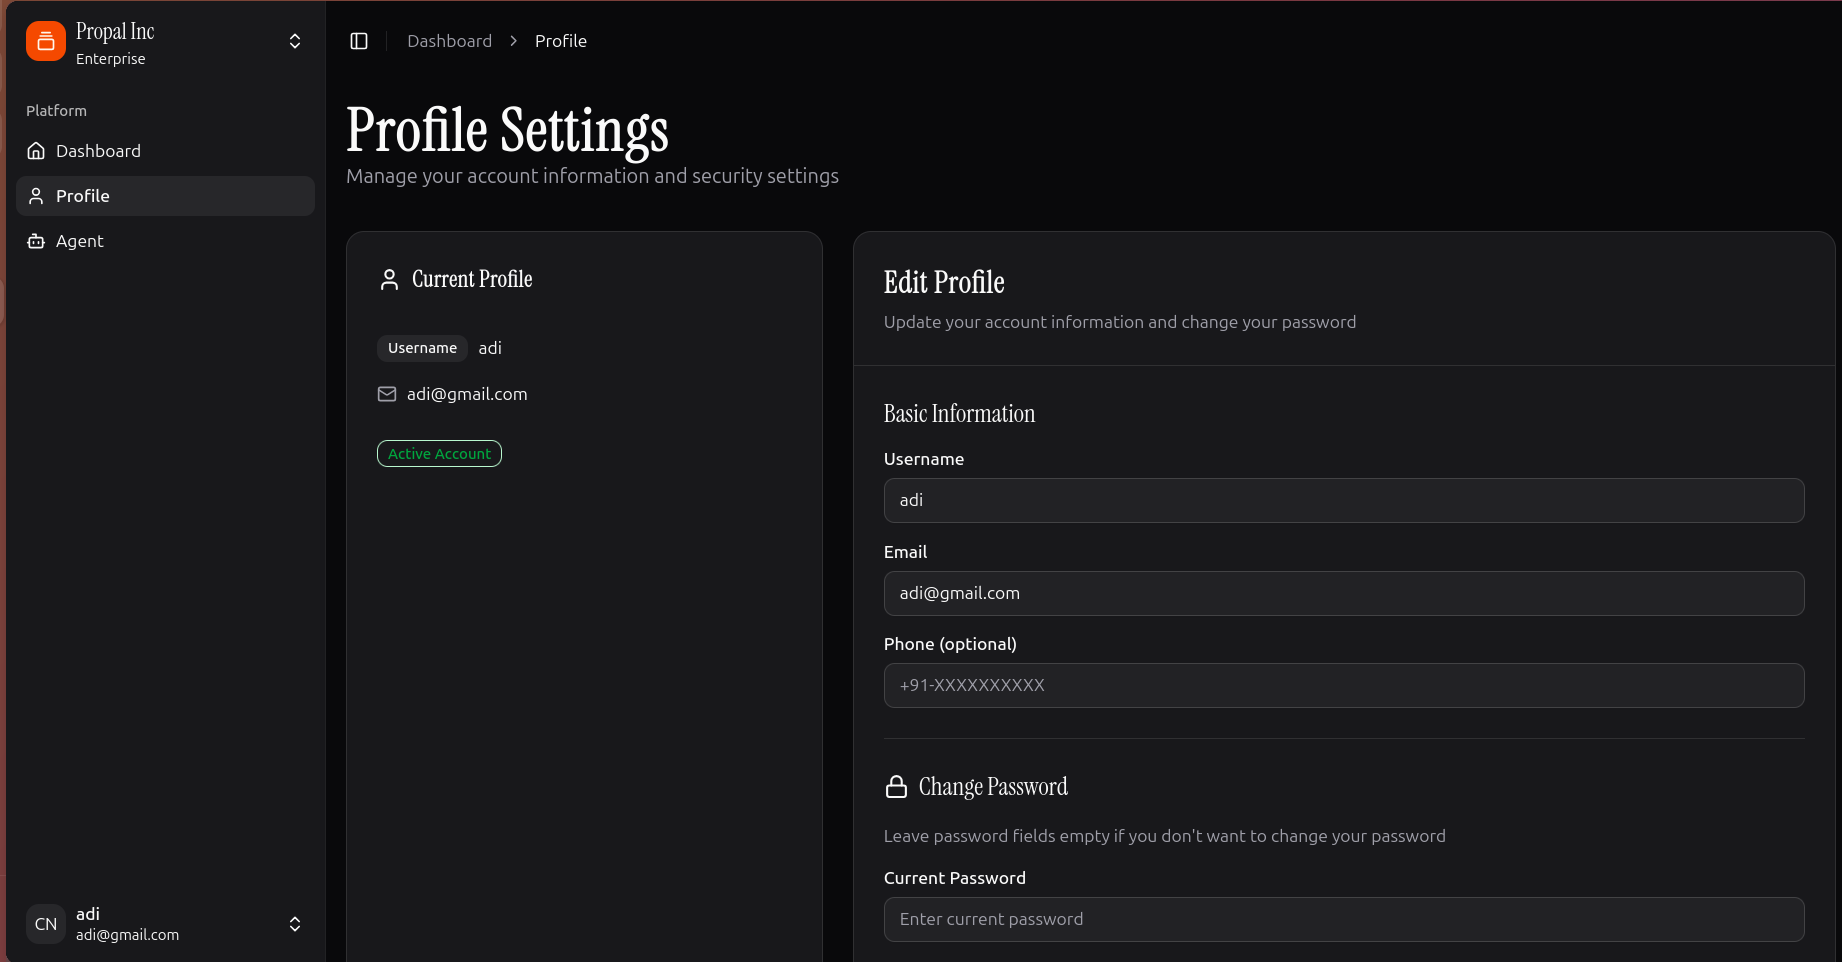 Propal Inc
Enterprise
Platform
Dashboard
Profile
Agent
adi
CN
adi@gmail.com
Dashboard > Profile
Profile Settings
Manage your account information and security settings
Current Profile
Username adi
adi@gmail.com
Active Account
Edit Profile
Update your account information and change your password
Basic Information
Username
adi
Email
adi@gmail.com
Phone (optional)
+91-XXXXXXXXXX
Change Password
Leave password fields empty if you don't want to change your password
Current Password
Enter current password